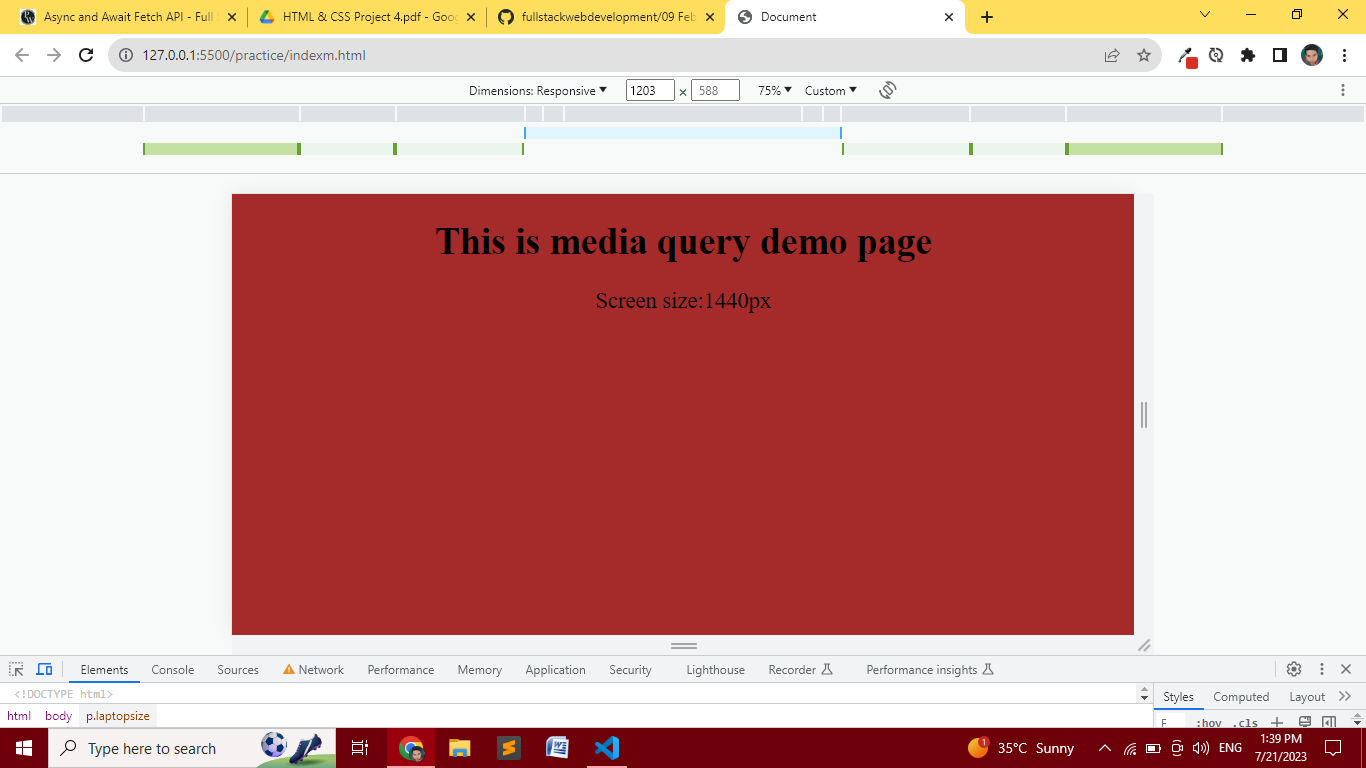 Async and Await Fetch API - Full
HTML & CSS Project 4.pdf - Goo
fullstackwebdevelopment/09 Feb
Document
127.0.0.1:5500/practice/indexm.html
Dimensions: Responsive 1203 × 588 75% Custom
This is media query demo page
Screen size:1440px
Elements Console Sources Network Performance Memory Application Security Lighthouse Recorder Performance insights
<!DOCTYPE html>
Styles Computed Layout
html body p.laptopsize
F :hov .cls
Type here to search
35°C Sunny
ENG
1:39 PM
7/21/2023